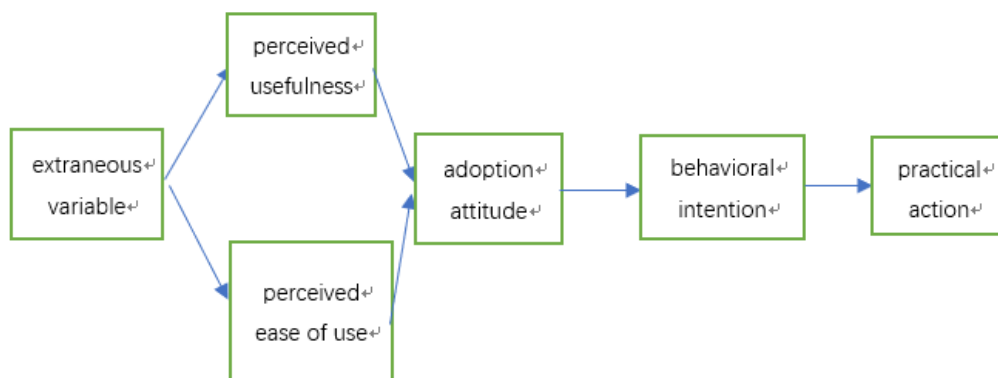 perceived↵
usefulness↵
extraneous↵
variable↵
adoption
attitude↵
behavioral
intention↵
practical
action↵
perceived↵
ease of use↵